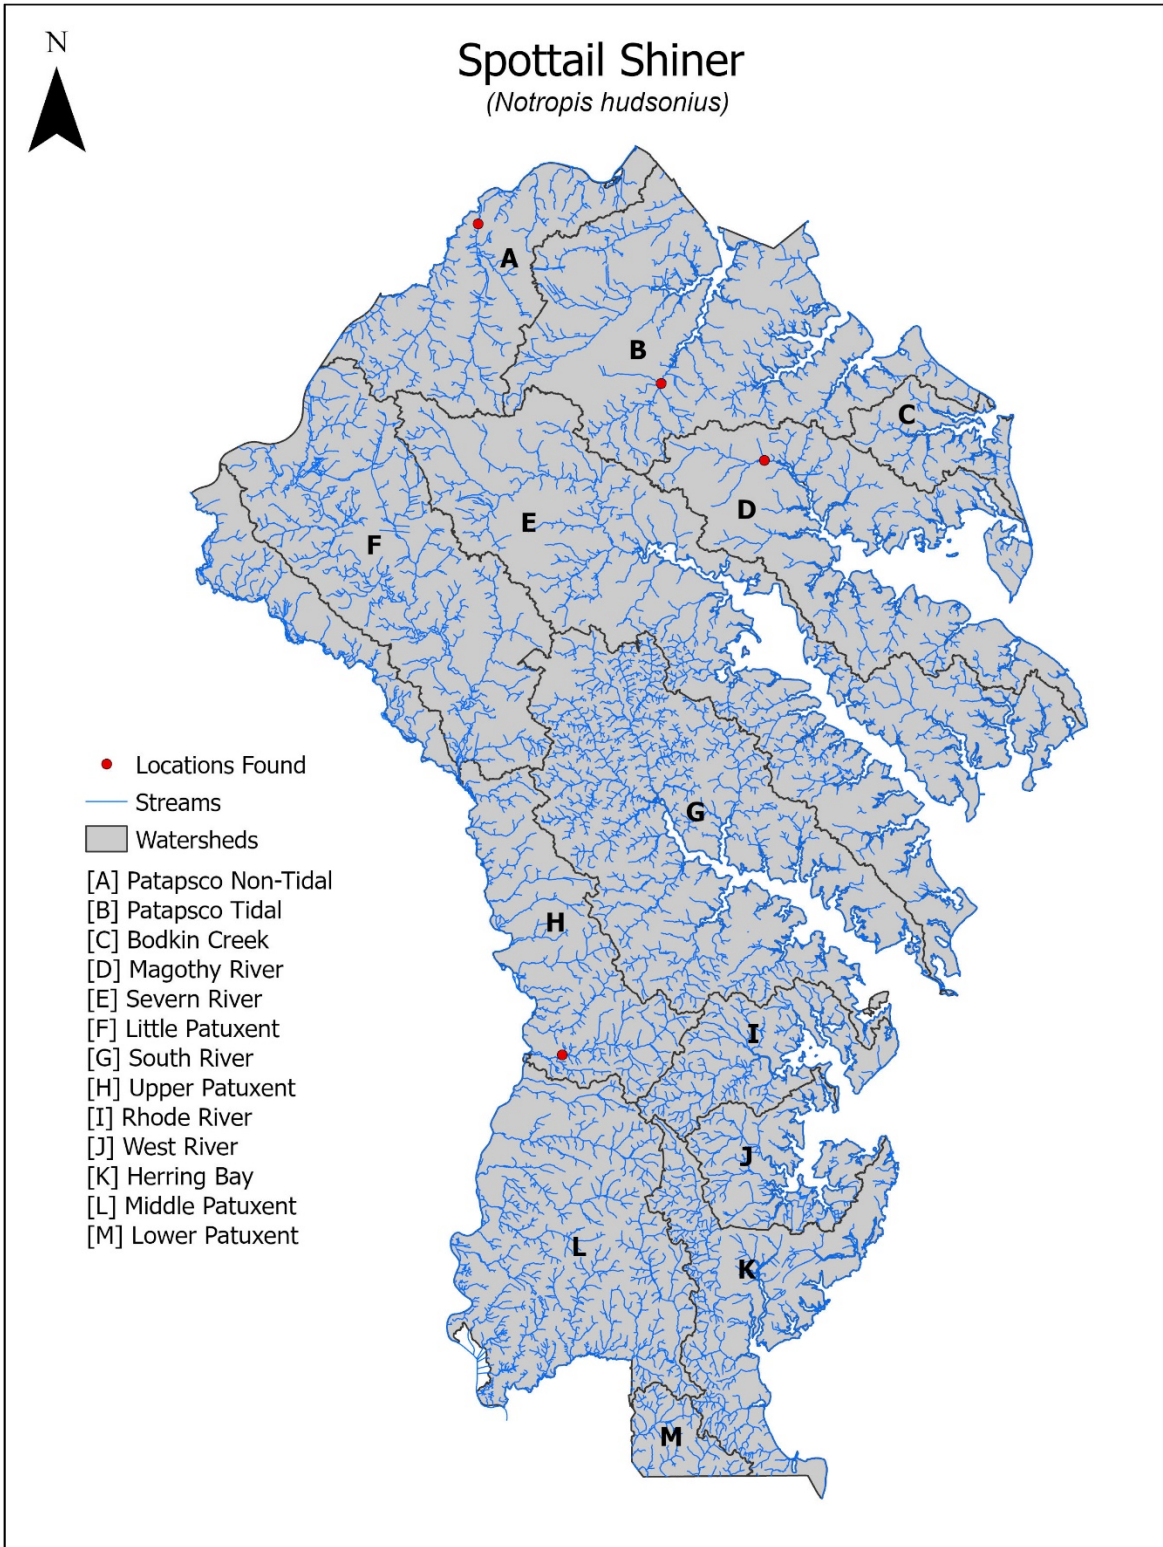 N
Spottail Shiner
(Notropis hudsonius)
A
B
C
D
E
F
G
H
I
J
K
L
M
Locations Found
Streams
Watersheds
[A] Patapsco Non-Tidal
[B] Patapsco Tidal
[C] Bodkin Creek
[D] Magothy River
[E] Severn River
[F] Little Patuxent
[G] South River
[H] Upper Patuxent
[I] Rhode River
[J] West River
[K] Herring Bay
[L] Middle Patuxent
[M] Lower Patuxent